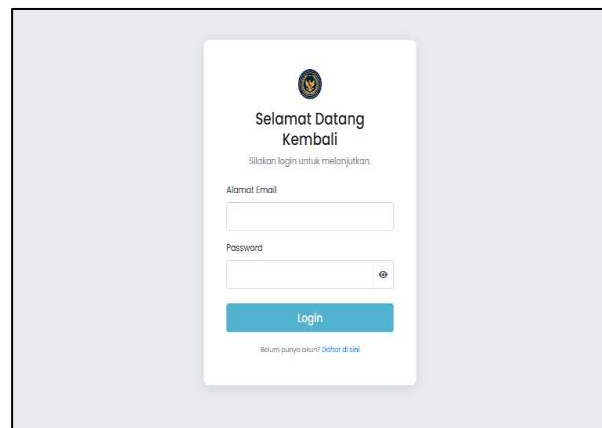 Selamat Datang
Kembali
Silakan login untuk melanjutkan.
Alamat Email
Password
Login
Belum punya akun? Daftar di sini